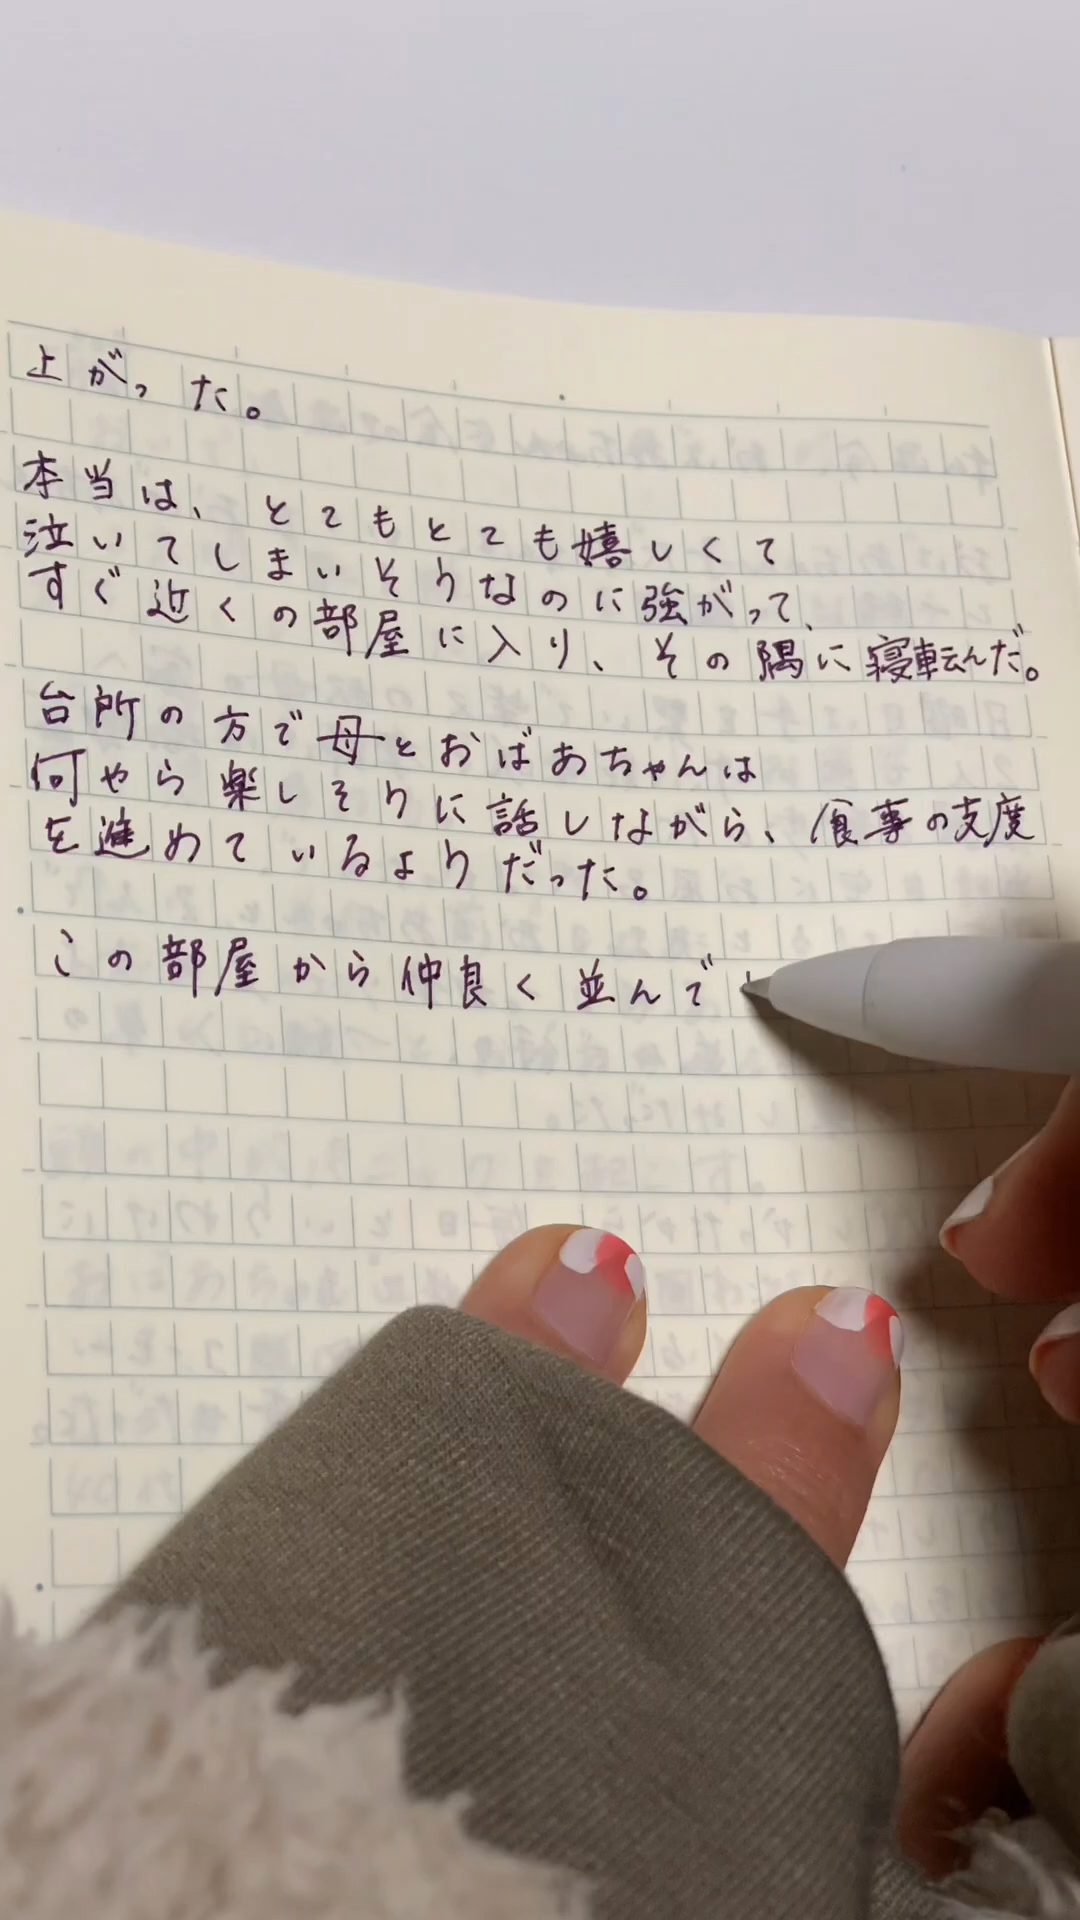 上がった。
本当は、とてもとても嬉しくて
泣いてしまいそうなのに強がって、
すぐ近くの部屋に入り、その隅に寝転んだ。
台所の方で母とおばあちゃんは
何やら楽しそうに話しながら、食事の支度
を進めているようだった。
この部屋から仲良く並んで